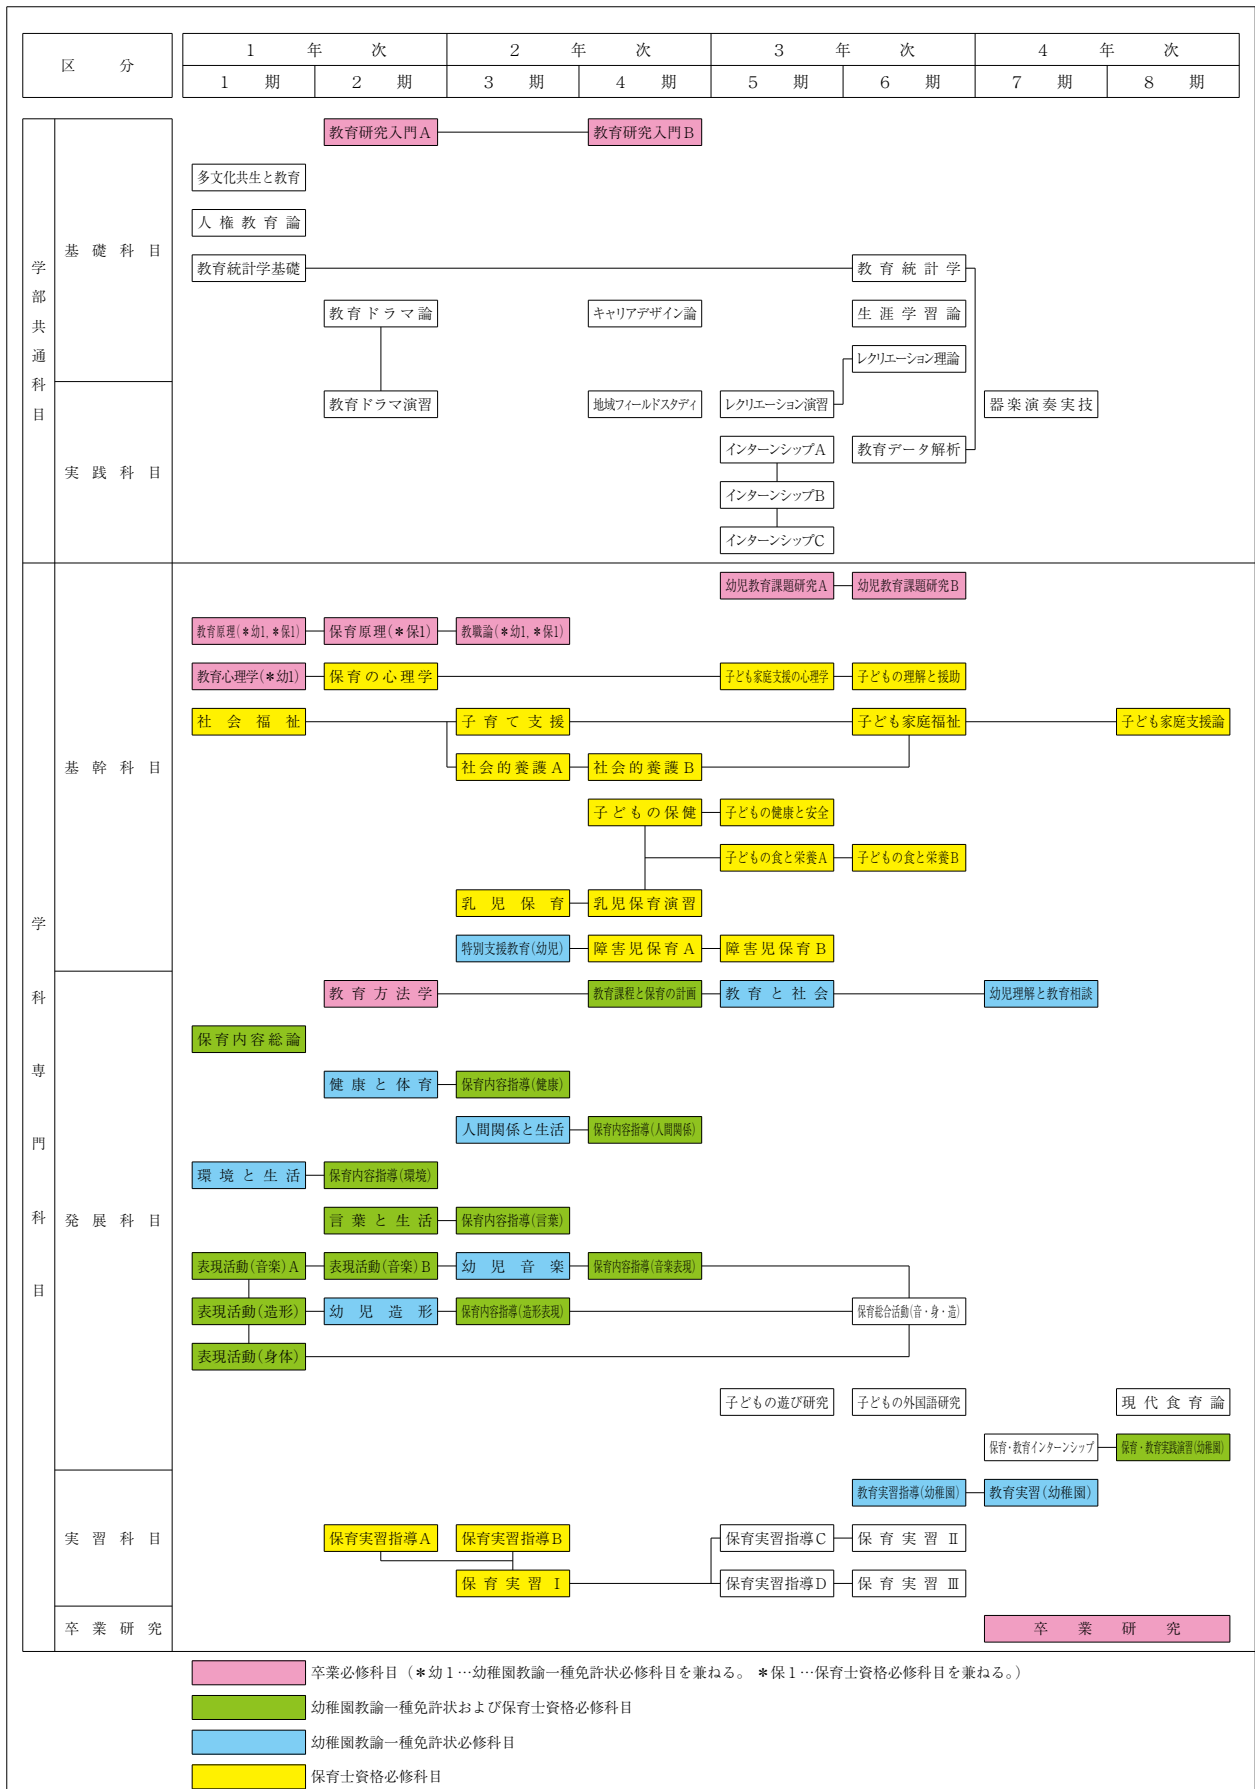 区 分
1 年 次
2 年 次
3 年 次
4 年 次
1 期
2 期
3 期
4 期
5 期
6 期
7 期
8 期
学部共通科目
基 礎 科 目
教育研究入門A
教育研究入門B
多文化共生と教育
人 権 教 育 論
教育統計学基礎
教 育 統 計 学
教育ドラマ論
キャリアデザイン論
生 涯 学 習 論
レクリエーション理論
実 践 科 目
教育ドラマ演習
地域フィールドスタディ
レクリエーション演習
器楽演奏実技
インターンシップA
教育データ解析
インターンシップB
インターンシップC
学科専門科目
基 幹 科 目
幼児教育課題研究A
幼児教育課題研究B
教育原理(*幼1, *保1)
保育原理(*保1)
教職論(*幼1, *保1)
教育心理学(*幼1)
保育の心理学
子ども家庭支援の心理学
子どもの理解と援助
社 会 福 祉
子 育 て 支 援
子ども家庭福祉
子ども家庭支援論
社会的養護A
社会的養護B
子どもの保健
子どもの健康と安全
子どもの食と栄養A
子どもの食と栄養B
乳 児 保 育
乳児保育演習
特別支援教育(幼児)
障害児保育A
障害児保育B
発 展 科 目
教 育 方 法 学
教育課程と保育の計画
教 育 と 社 会
幼児理解と教育相談
保育内容総論
健 康 と 体 育
保育内容指導(健康)
人間関係と生活
保育内容指導(人間関係)
環 境 と 生 活
保育内容指導(環境)
言 葉 と 生 活
保育内容指導(言葉)
表現活動(音楽)A
表現活動(音楽)B
幼 児 音 楽
保育内容指導(音楽表現)
表現活動(造形)
幼 児 造 形
保育内容指導(造形表現)
保育総合活動(音・身・造)
表現活動(身体)
子どもの遊び研究
子どもの外国語研究
現 代 食 育 論
保育・教育インターンシップ
保育・教育実践演習(幼稚園)
実 習 科 目
教育実習指導(幼稚園)
教育実習(幼稚園)
保育実習指導A
保育実習指導B
保育実習指導C
保 育 実 習 Ⅱ
保 育 実 習 Ⅰ
保育実習指導D
保 育 実 習 Ⅲ
卒 業 研 究
卒 業 研 究
卒業必修科目（*幼1…幼稚園教諭一種免許状必修科目を兼ねる。 *保1…保育士資格必修科目を兼ねる。）
幼稚園教諭一種免許状および保育士資格必修科目
幼稚園教諭一種免許状必修科目
保育士資格必修科目